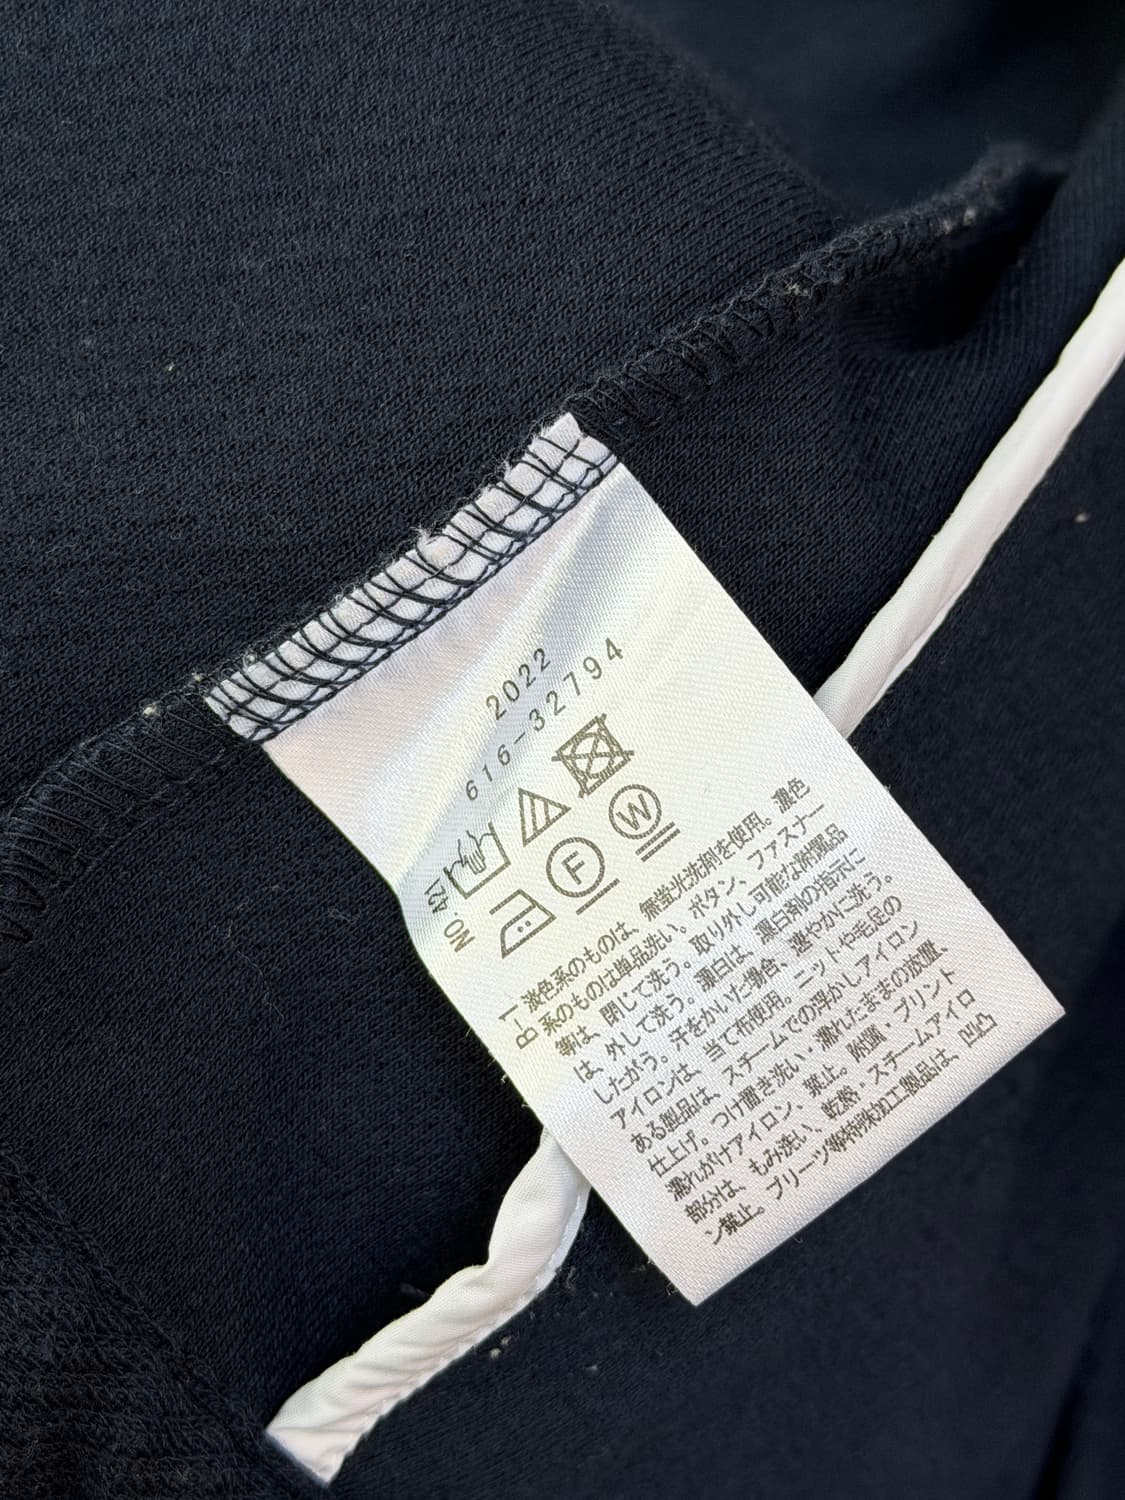 2022
616-32794
NO. 421
F
W
B T
淡色系のものは、無蛍光洗剤を使用。濃色
系のものは単品洗い。ボタン、ファスナー
等は、閉じて洗う。取り外し可能な附属品
は、外して洗う。漂白は、漂白剤の指示に
したがう。汗をかいた場合、速やかに洗う。
アイロンは、当て布使用。ニットや毛足の
ある製品は、スチームでの浮かしアイロン
仕上げ。つけ置き洗い・濡れたままの放置、
濡れがけアイロン、禁止。附属・プリント
部分は、もみ洗い、乾燥・スチームアイロ
ン禁止。プリーツ等特殊加工製品は、凹凸